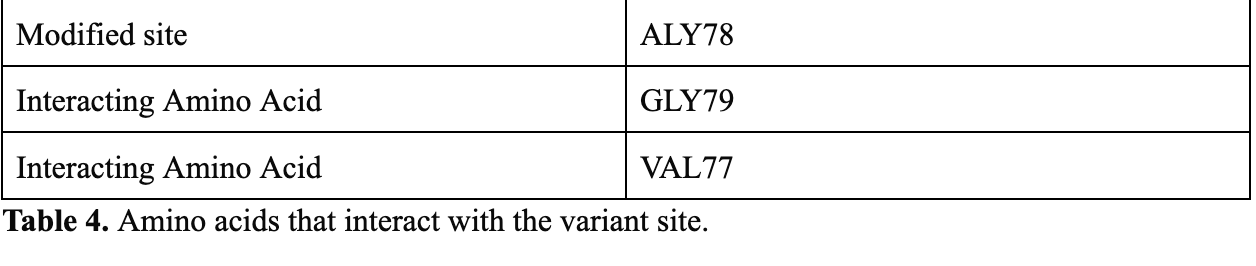 Modified site ALY78
Interacting Amino Acid GLY79
Interacting Amino Acid VAL77
Table 4. Amino acids that interact with the variant site.